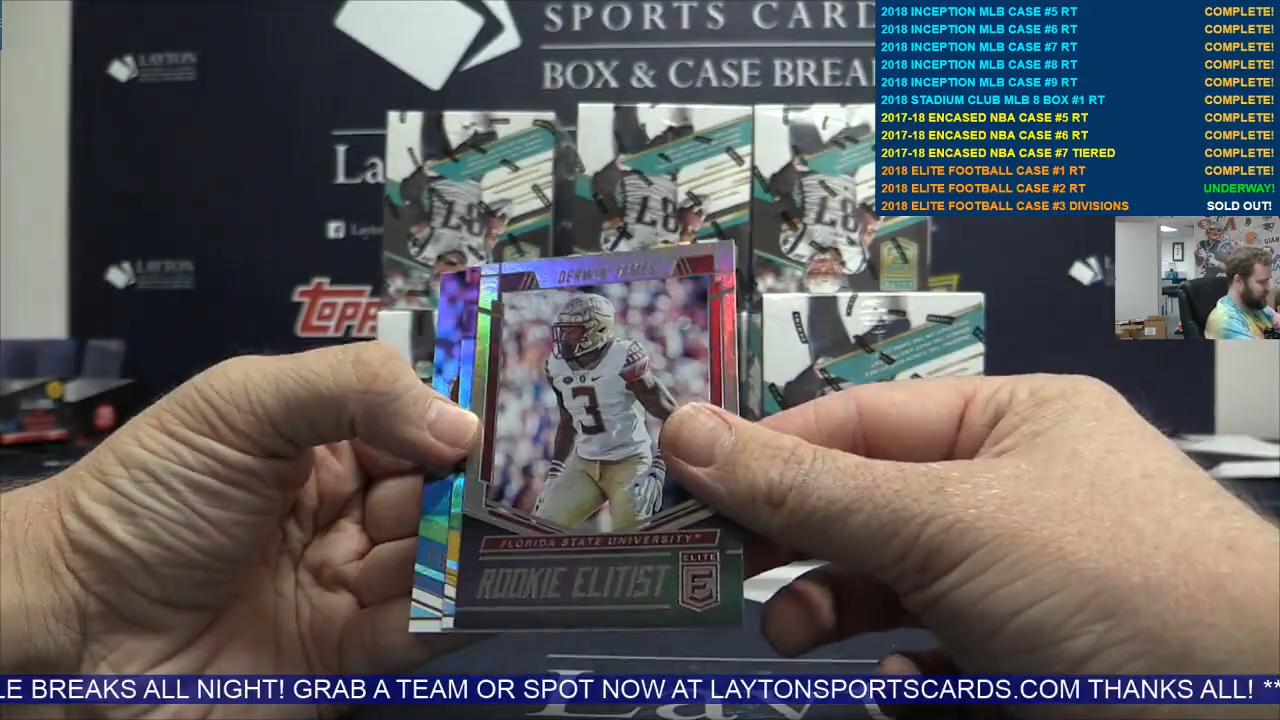 SPORTS CARD
BOX & CASE BREA
LAYTON
La
TOPP
2018 INCEPTION MLB CASE #5 RT COMPLETE!
2018 INCEPTION MLB CASE #6 RT COMPLETE!
2018 INCEPTION MLB CASE #7 RT COMPLETE!
2018 INCEPTION MLB CASE #8 RT COMPLETE!
2018 INCEPTION MLB CASE #9 RT COMPLETE!
2018 STADIUM CLUB MLB 8 BOX #1 RT COMPLETE!
2017-18 ENCASED NBA CASE #5 RT COMPLETE!
2017-18 ENCASED NBA CASE #6 RT COMPLETE!
2017-18 ENCASED NBA CASE #7 TIERED COMPLETE!
2018 ELITE FOOTBALL CASE #1 RT COMPLETE!
2018 ELITE FOOTBALL CASE #2 RT UNDERWAY!
2018 ELITE FOOTBALL CASE #3 DIVISIONS SOLD OUT!
DERWIN JAMES
3
FLORIDA STATE UNIVERSITY
ROOKIE ELITIST
ELITE
E
LE BREAKS ALL NIGHT! GRAB A TEAM OR SPOT NOW AT LAYTONSPORTSCARDS.COM THANKS ALL! **